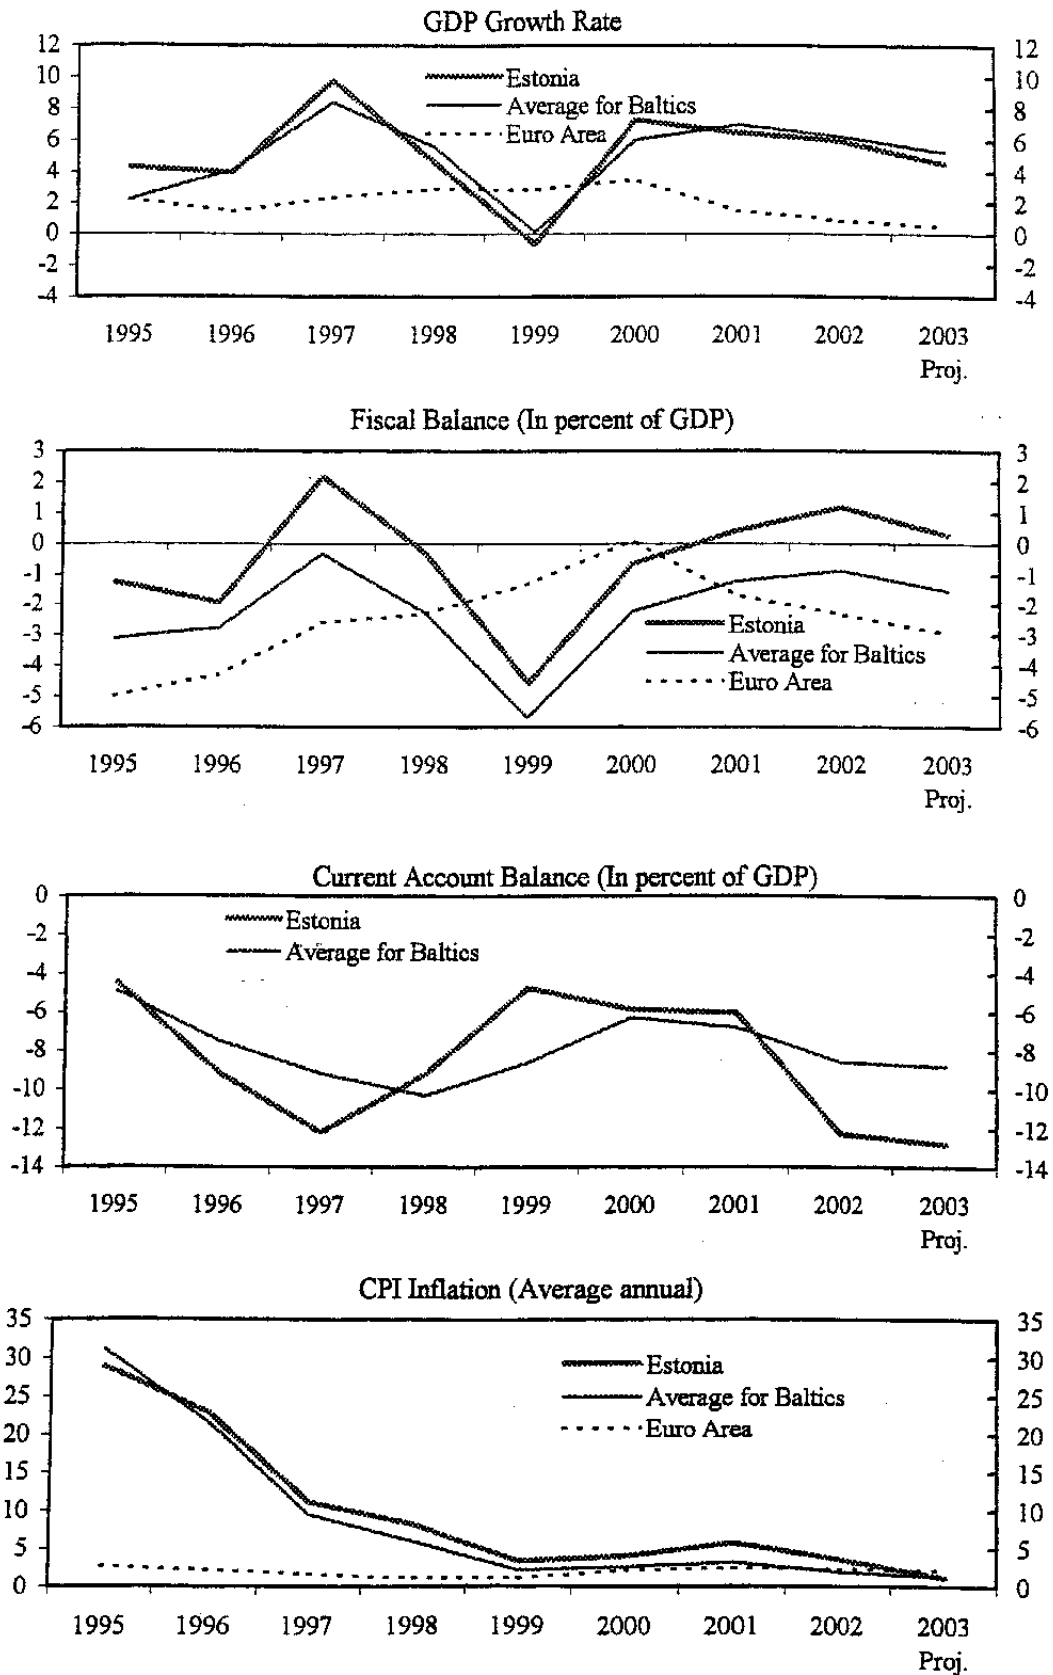 GDP Growth Rate
12 12
10 Estonia 10
8 Average for Baltics 8
6 Euro Area 6
4 4
2 2
0 0
-2 -2
-4 -4
1995 1996 1997 1998 1999 2000 2001 2002 2003
Proj.
Fiscal Balance (In percent of GDP)
3 3
2 2
1 1
0 0
-1 -1
-2 -2
-3 Estonia -3
-4 Average for Baltics -4
-5 Euro Area -5
-6 -6
1995 1996 1997 1998 1999 2000 2001 2002 2003
Proj.
Current Account Balance (In percent of GDP)
0 0
Estonia
-2 -2
Average for Baltics
-4 -4
-6 -6
-8 -8
-10 -10
-12 -12
-14 -14
1995 1996 1997 1998 1999 2000 2001 2002 2003
Proj.
CPI Inflation (Average annual)
35 35
30 Estonia 30
25 Average for Baltics 25
20 Euro Area 20
15 15
10 10
5 5
0 0
1995 1996 1997 1998 1999 2000 2001 2002 2003
Proj.